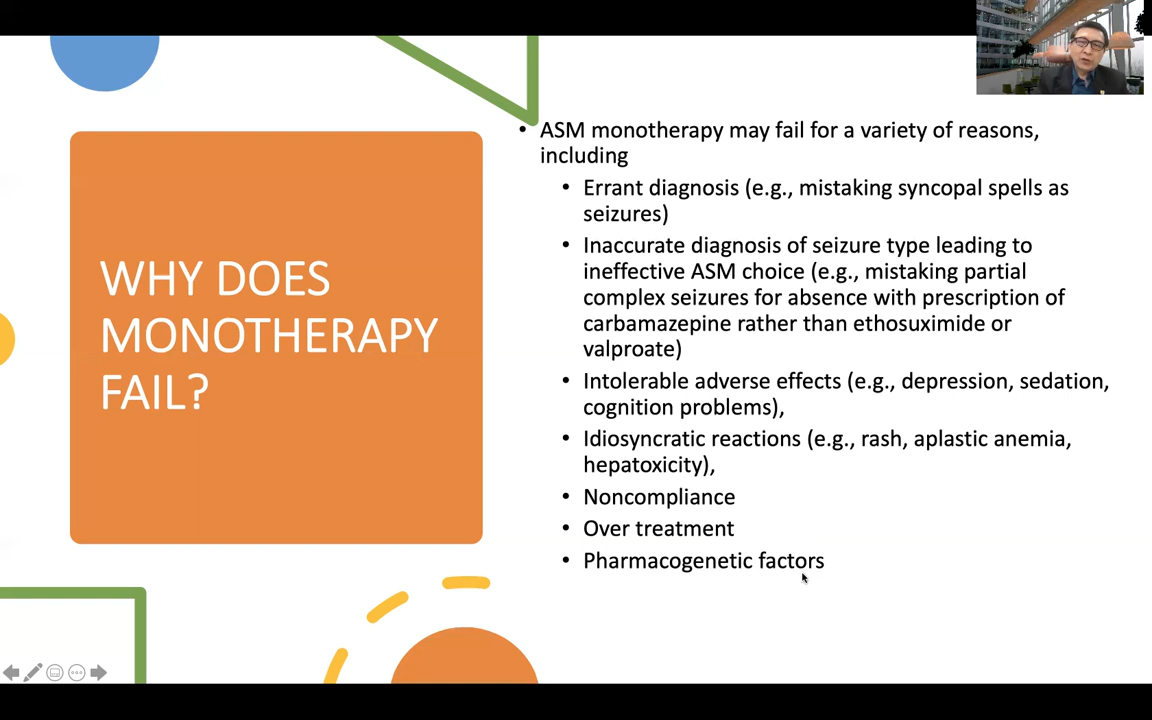 WHY DOES
MONOTHERAPY
FAIL?
• ASM monotherapy may fail for a variety of reasons,
including
• Errant diagnosis (e.g., mistaking syncopal spells as
seizures)
• Inaccurate diagnosis of seizure type leading to
ineffective ASM choice (e.g., mistaking partial
complex seizures for absence with prescription of
carbamazepine rather than ethosuximide or
valproate)
• Intolerable adverse effects (e.g., depression, sedation,
cognition problems),
• Idiosyncratic reactions (e.g., rash, aplastic anemia,
hepatoxicity),
• Noncompliance
• Over treatment
• Pharmacogenetic factors